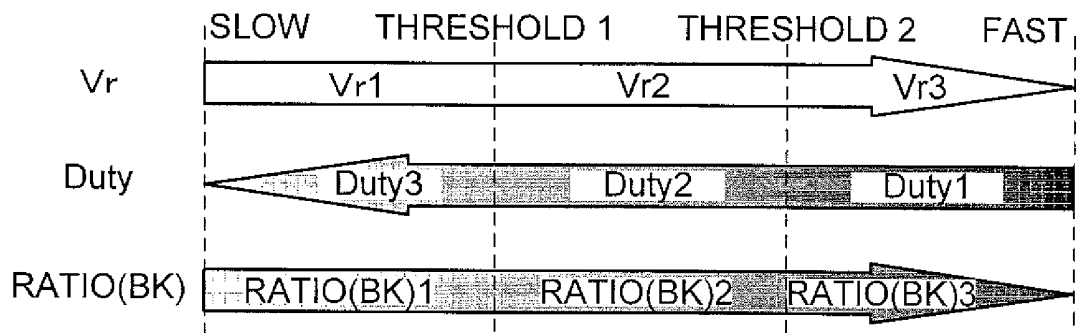 SLOW THRESHOLD 1 THRESHOLD 2 FAST
Vr Vr1 Vr2 Vr3
Duty Duty3 Duty2 Duty1
RATIO(BK) RATIO(BK)1 RATIO(BK)2 RATIO(BK)3